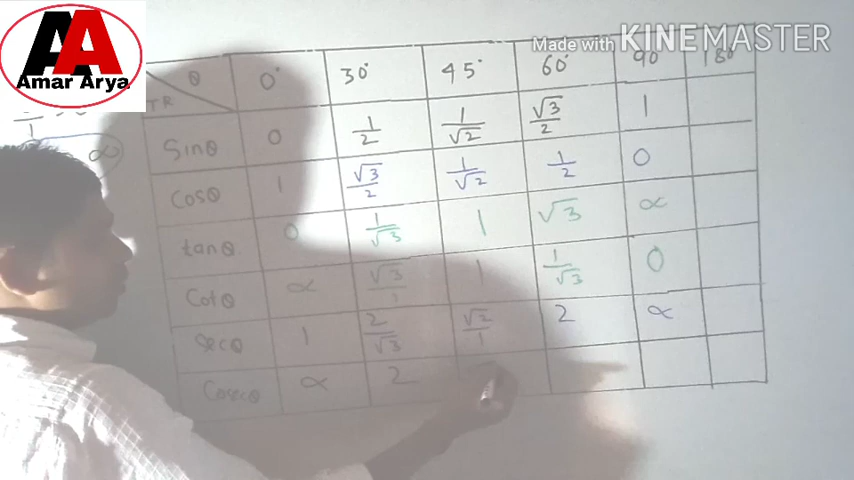 AA
Amar Arya
Made with KINEMASTER
θ 0° 30° 45° 60° 90° 180°
T R
Sinθ 0 1/2 1/√2 √3/2 1
Cosθ 1 √3/2 1/√2 1/2 0
tanθ 0 1/√3 1 √3 ∝
Cotθ ∝ √3/1 1 1/√3 0
Secθ 1 2/√3 √2/1 2 ∝
Cosecθ ∝ 2
∝